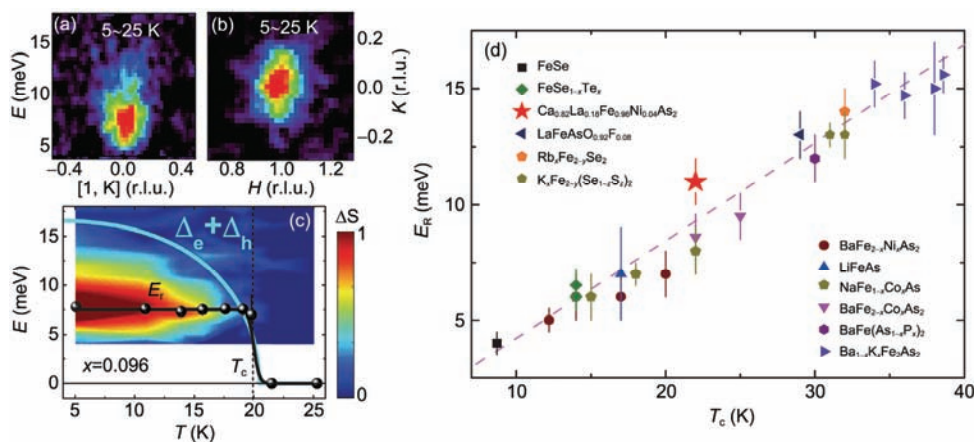 (a)
5~25 K
15
10
5
E (meV)
−0.4
0.0
0.4
[1, K] (r.l.u.)
(b)
5~25 K
0.2
0.0
−0.2
K (r.l.u.)
0.8
1.0
1.2
H (r.l.u.)
(c)
Δe + Δh
ΔS
1
0
15
10
5
0
E (meV)
Er
x=0.096
Tc
5
10
15
20
25
T (K)
(d)
FeSe
FeSe1−xTex
Ca0.82La0.18Fe0.96Ni0.04As2
LaFeAsO0.92F0.08
RbxFe2−ySe2
KxFe2−y(Se1−zSz)2
BaFe2−xNixAs2
LiFeAs
NaFe1−xCoxAs
BaFe2−xCoxAs2
BaFe(As1−xPx)2
Ba1−xKxFe2As2
15
10
5
ER (meV)
10
15
20
25
30
35
40
Tc (K)